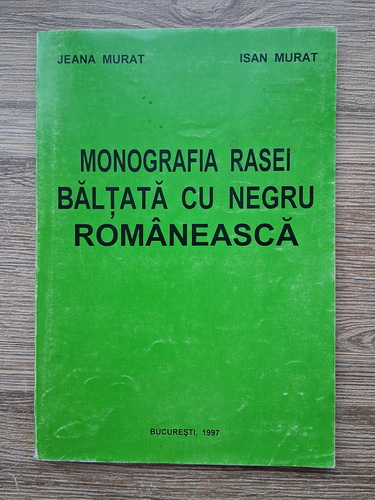 JEANA MURAT ISAN MURAT
MONOGRAFIA RASEI
BĂLȚATĂ CU NEGRU
ROMÂNEASCĂ
BUCUREȘTI, 1997